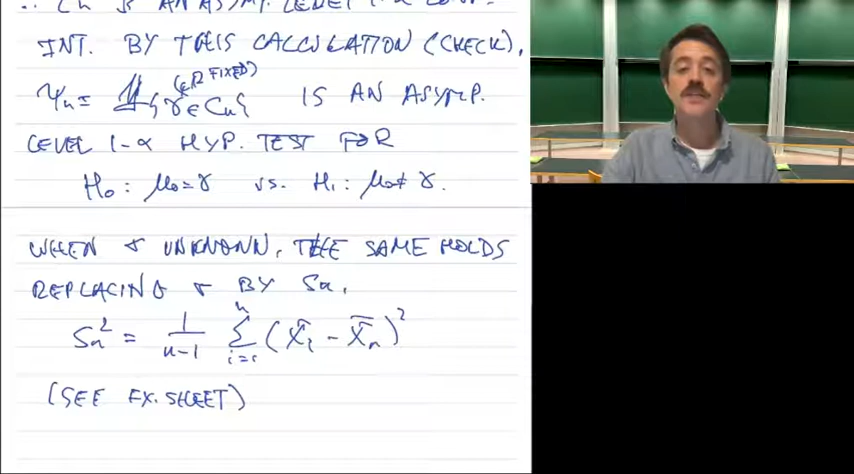 INT. BY THIS CALCULATION (CHECK),
Ψn = 𝟙{γ ∈ Cn} (∈ℝ FIXED) IS AN ASYMP.
LEVEL 1-α HYP. TEST FOR
H₀ : μ₀ = γ vs. H₁ : μ₀ ≠ γ.
WHEN σ UNKNOWN, THE SAME HOLDS
REPLACING σ BY Sn.
Sn² = 1/(n-1) Σ i=1 n (Xi - X̄n)²
(SEE EX. SHEET)